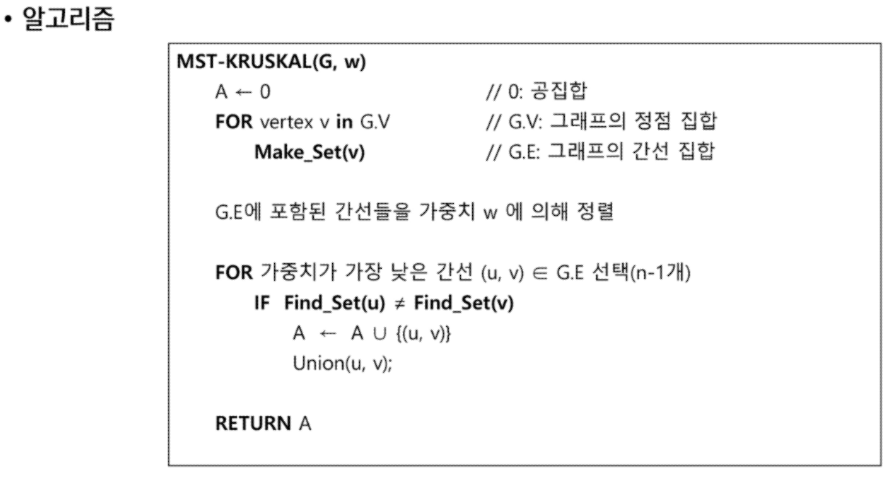 • 알고리즘
MST-KRUSKAL(G, w)
A ← 0 // 0: 공집합
FOR vertex v in G.V // G.V: 그래프의 정점 집합
Make_Set(v) // G.E: 그래프의 간선 집합
G.E에 포함된 간선들을 가중치 w 에 의해 정렬
FOR 가중치가 가장 낮은 간선 (u, v) ∈ G.E 선택(n-1개)
IF Find_Set(u) ≠ Find_Set(v)
A ← A ∪ {(u, v)}
Union(u, v);
RETURN A